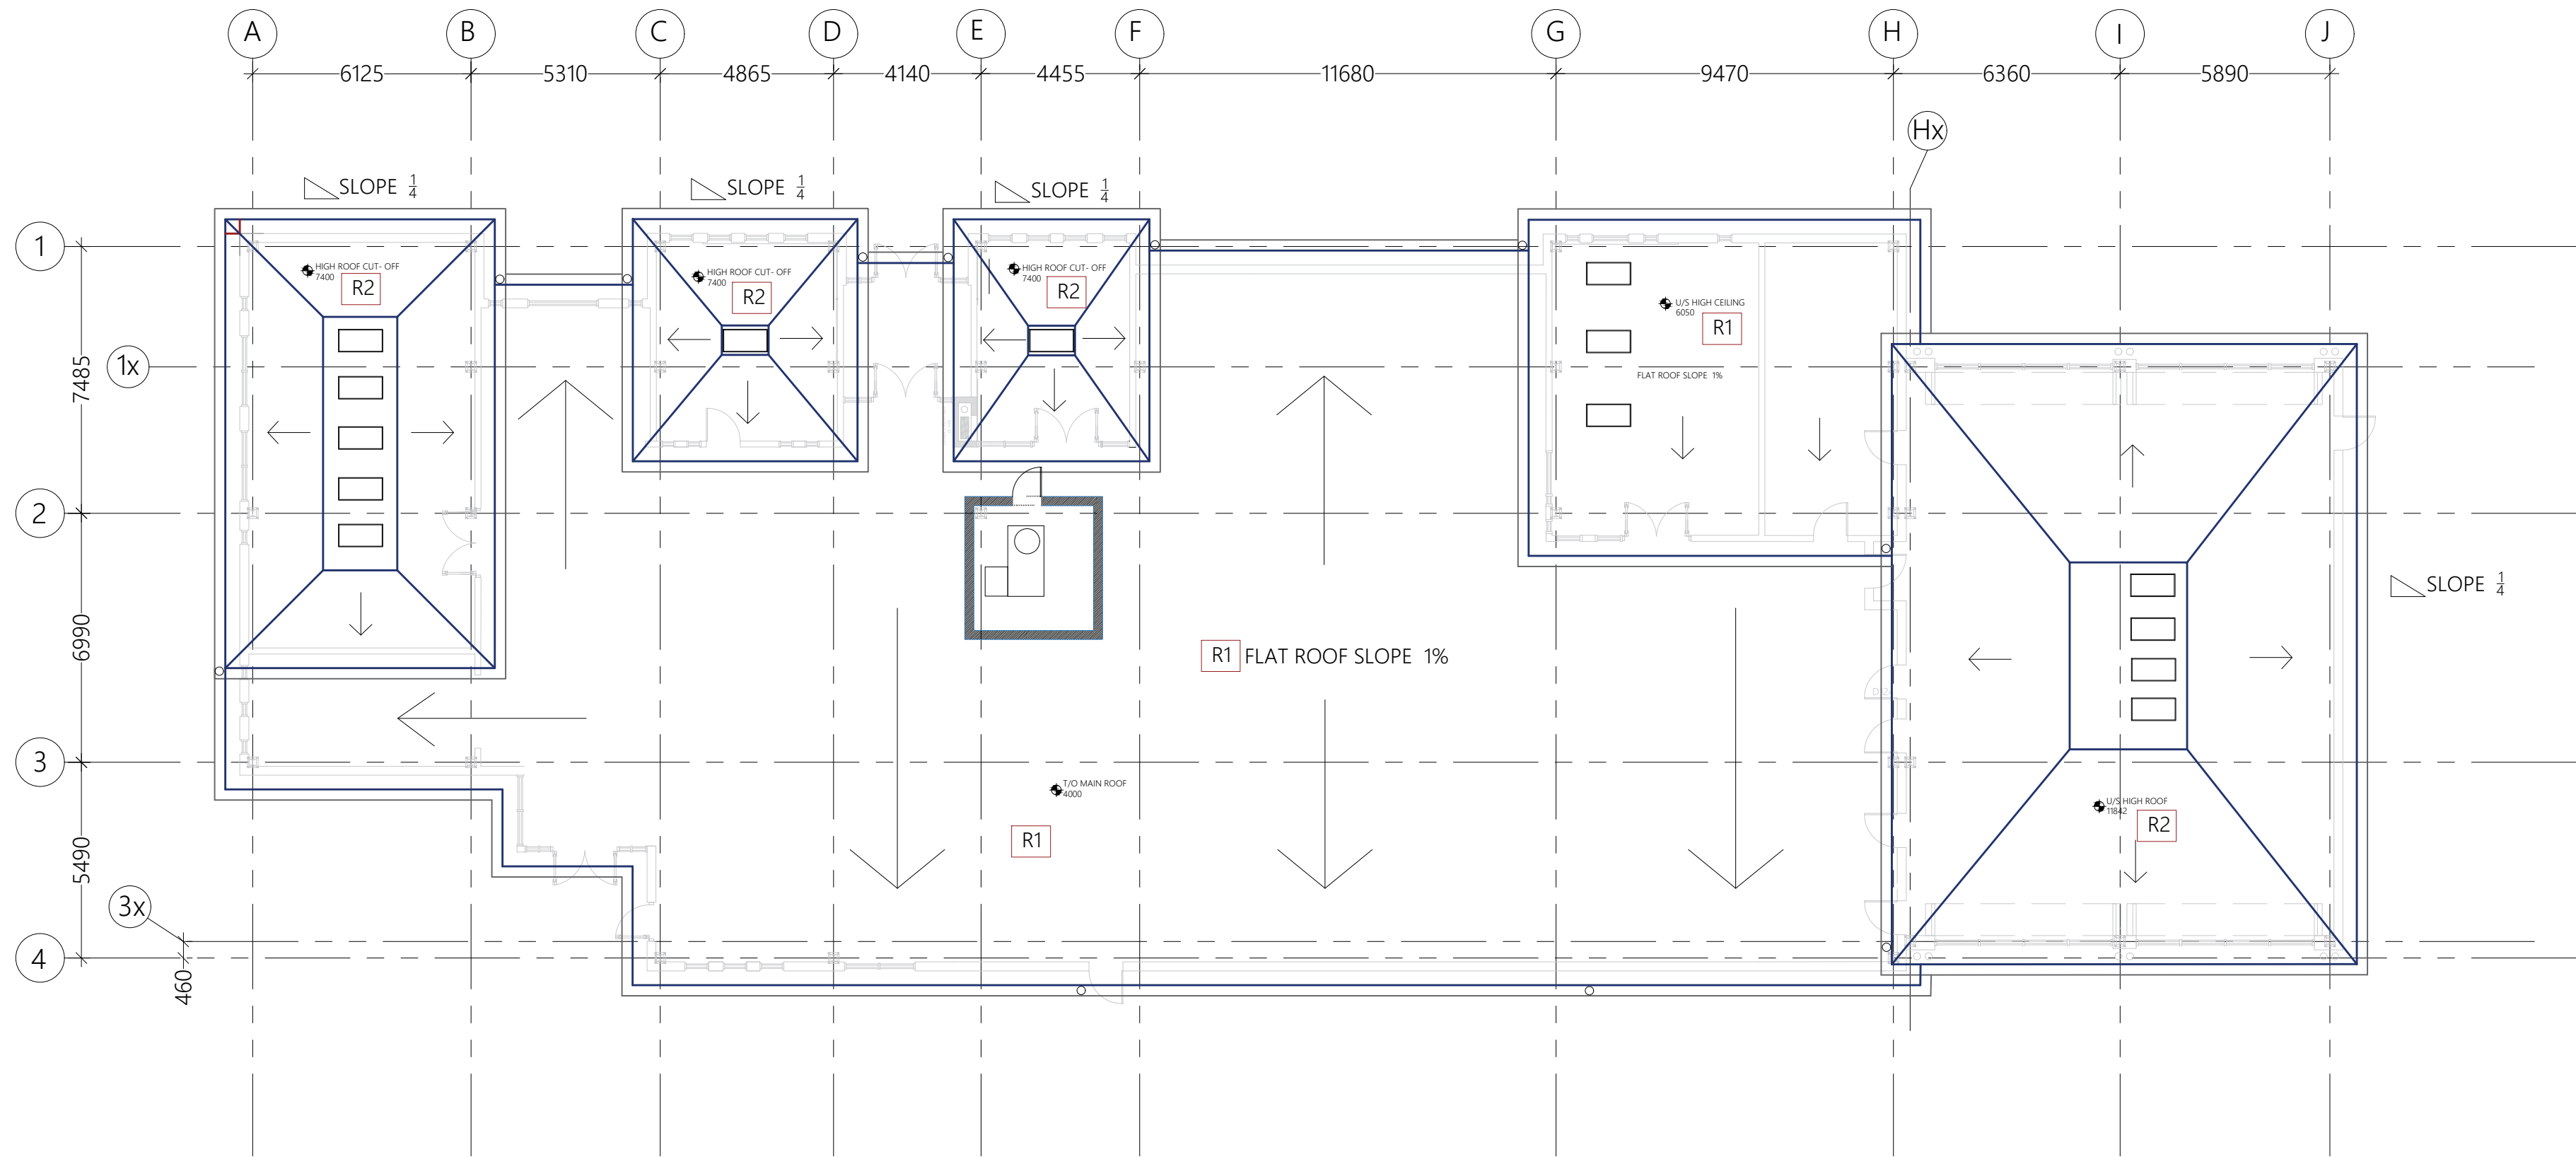 A B C D E F G H I J
6125 5310 4865 4140 4455 11680 9470 6360 5890
Hx
SLOPE 1/4
SLOPE 1/4
SLOPE 1/4
1
HIGH ROOF CUT- OFF
7400
R2
HIGH ROOF CUT- OFF
7400
R2
HIGH ROOF CUT- OFF
7400
R2
U/S HIGH CEILING
6050
R1
1x
7485
FLAT ROOF SLOPE 1%
2
SLOPE 1/4
6990
R1 FLAT ROOF SLOPE 1%
3
T/O MAIN ROOF
4000
R1
U/S HIGH ROOF
11842
R2
5490
3x
4
460